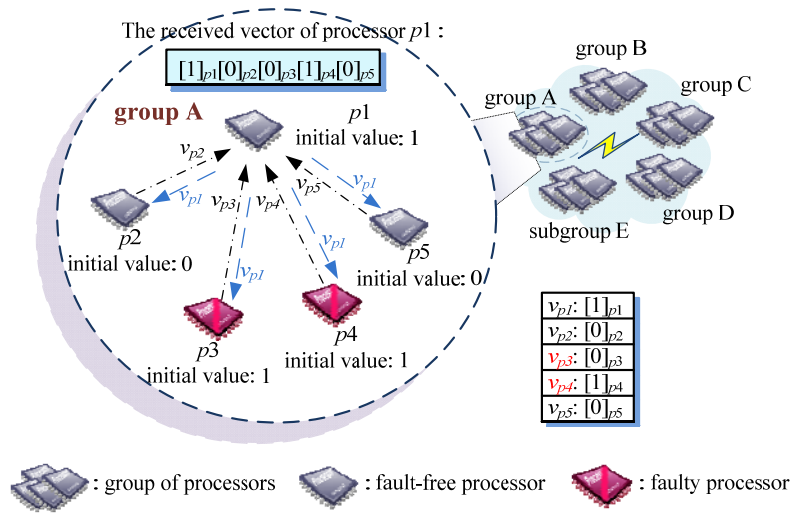 The received vector of processor p1 :
[1]p1[0]p2[0]p3[1]p4[0]p5
group A
p1
initial value: 1
vp2
vp1
vp3
vp1
vp4
vp1
vp5
vp1
p2
initial value: 0
p3
initial value: 1
p4
initial value: 1
p5
initial value: 0
group B
group A
group C
group D
subgroup E
vp1: [1]p1
vp2: [0]p2
vp3: [0]p3
vp4: [1]p4
vp5: [0]p5
: group of processors
: fault-free processor
: faulty processor